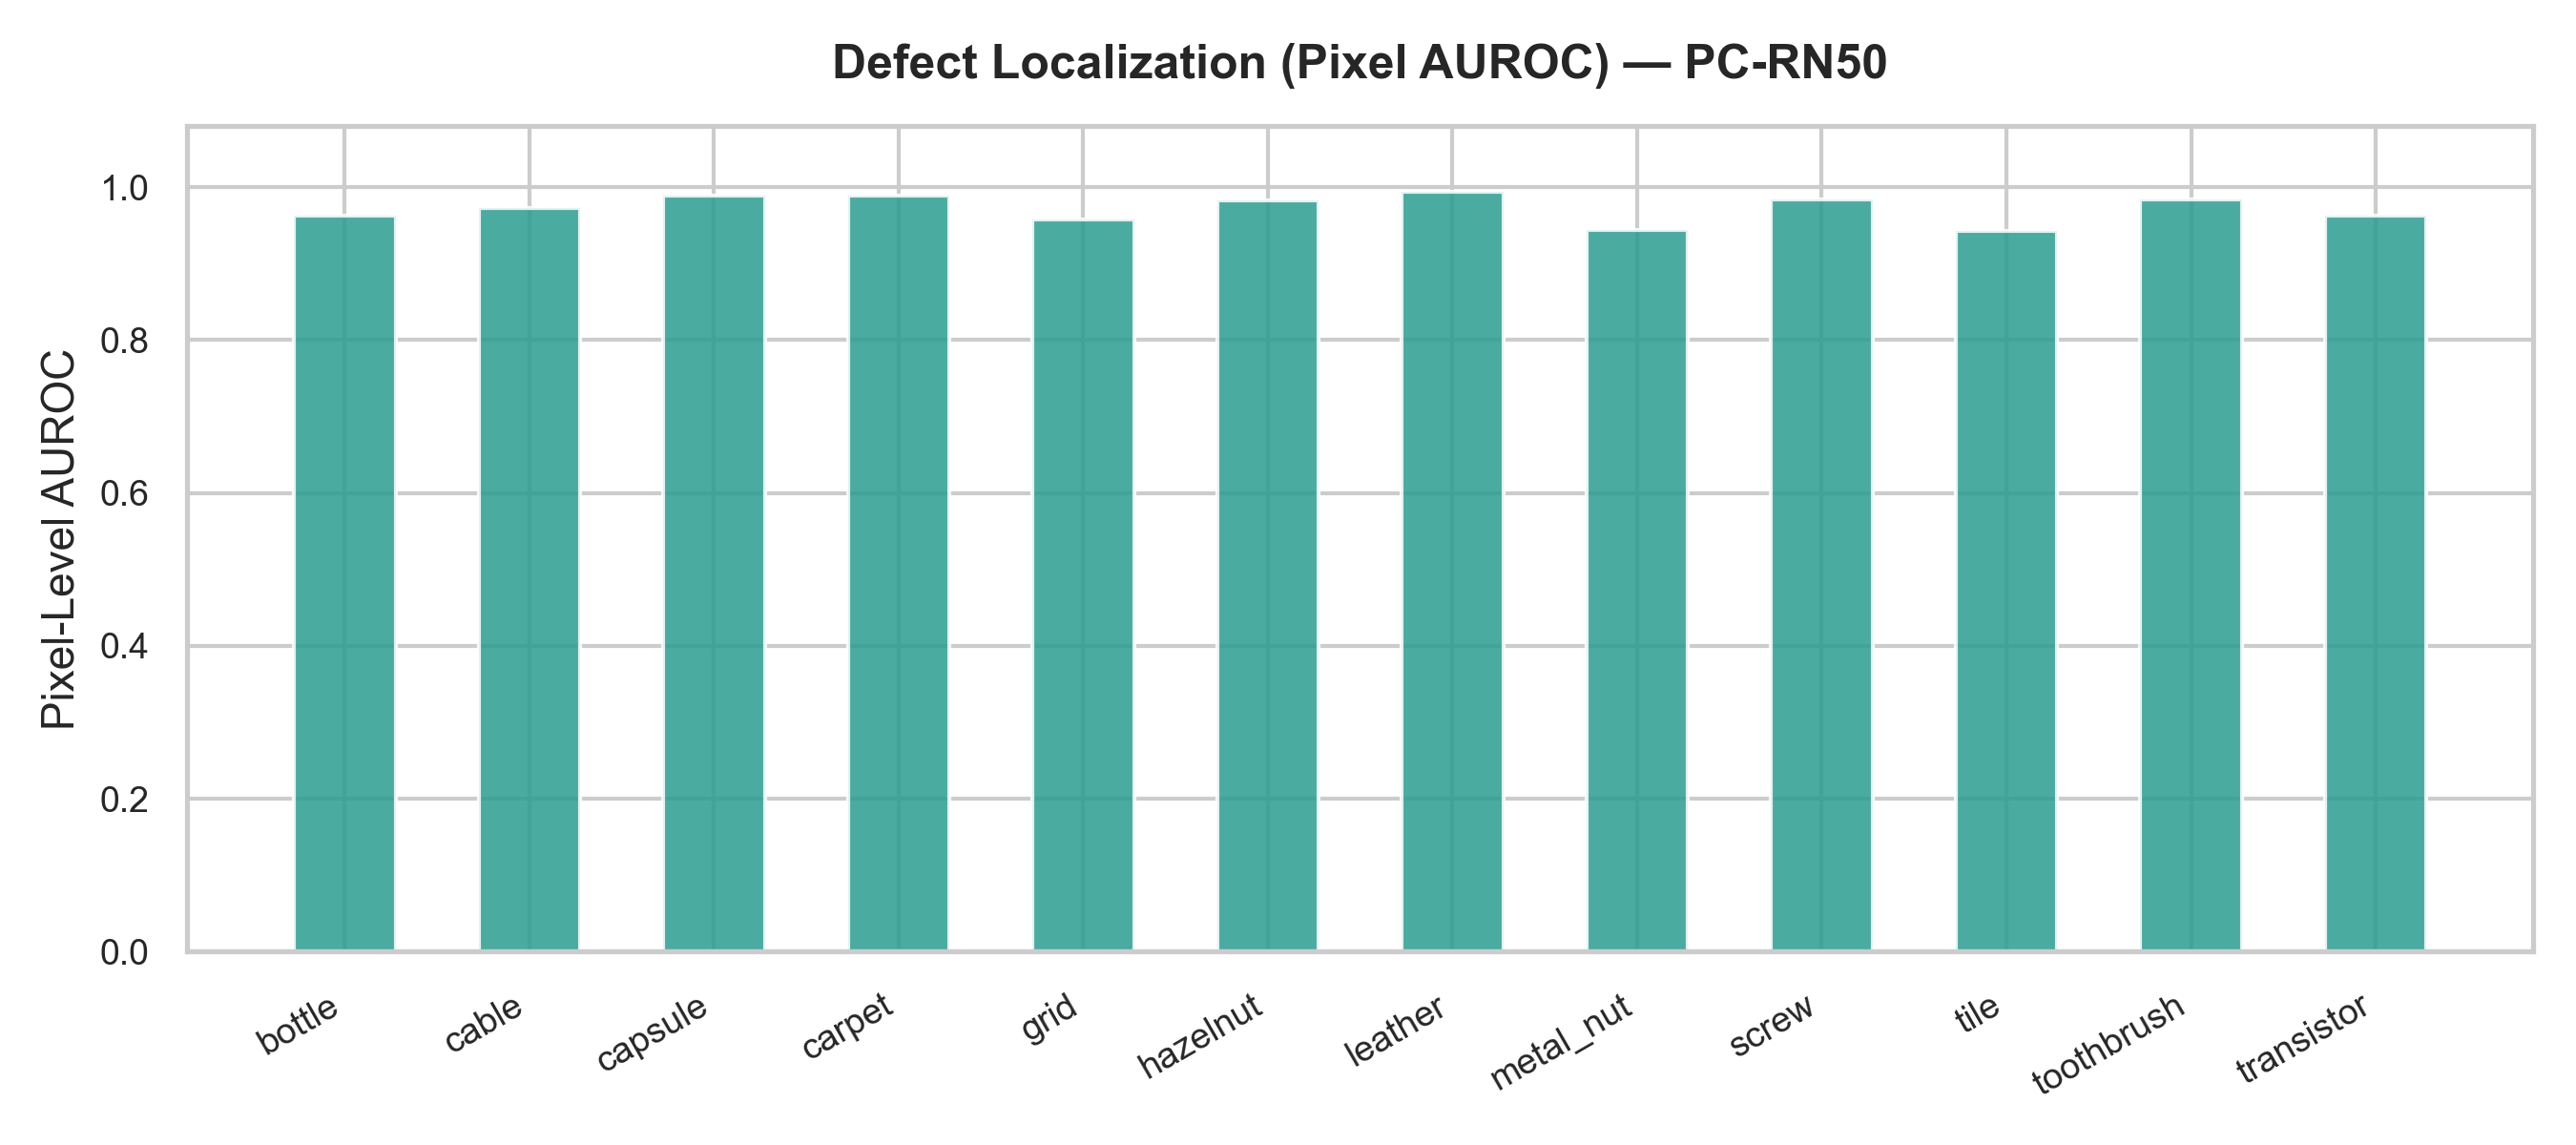 Defect Localization (Pixel AUROC) — PC-RN50
Pixel-Level AUROC
1.0
0.8
0.6
0.4
0.2
0.0
bottle
cable
capsule
carpet
grid
hazelnut
leather
metal_nut
screw
tile
toothbrush
transistor